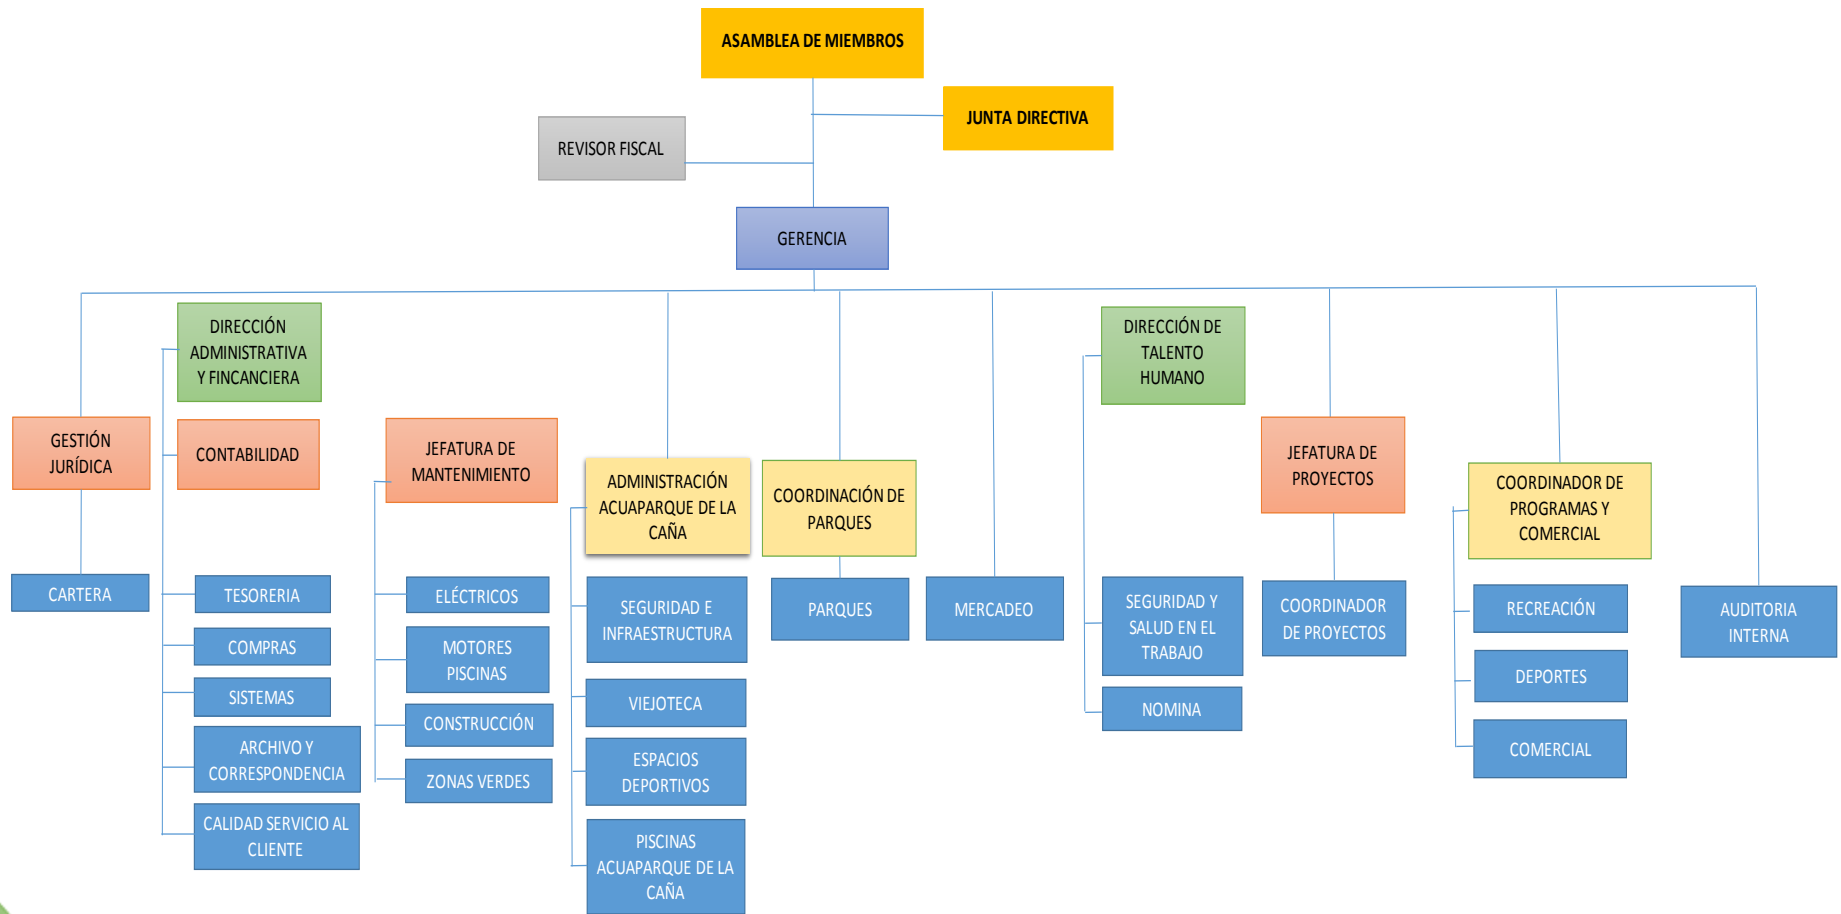 ASAMBLEA DE MIEMBROS
JUNTA DIRECTIVA
REVISOR FISCAL
GERENCIA
DIRECCIÓN
ADMINISTRATIVA
Y FINCANCIERA
DIRECCIÓN DE
TALENTO
HUMANO
GESTIÓN
JURÍDICA
CONTABILIDAD
JEFATURA DE
MANTENIMIENTO
ADMINISTRACIÓN
ACUAPARQUE DE LA
CAÑA
COORDINACIÓN DE
PARQUES
JEFATURA DE
PROYECTOS
COORDINADOR DE
PROGRAMAS Y
COMERCIAL
CARTERA
TESORERIA
COMPRAS
SISTEMAS
ARCHIVO Y
CORRESPONDENCIA
CALIDAD SERVICIO AL
CLIENTE
ELÉCTRICOS
MOTORES
PISCINAS
CONSTRUCCIÓN
ZONAS VERDES
SEGURIDAD E
INFRAESTRUCTURA
VIEJOTECA
ESPACIOS
DEPORTIVOS
PISCINAS
ACUAPARQUE DE LA
CAÑA
PARQUES
MERCADEO
SEGURIDAD Y
SALUD EN EL
TRABAJO
NOMINA
COORDINADOR
DE PROYECTOS
RECREACIÓN
DEPORTES
COMERCIAL
AUDITORIA
INTERNA